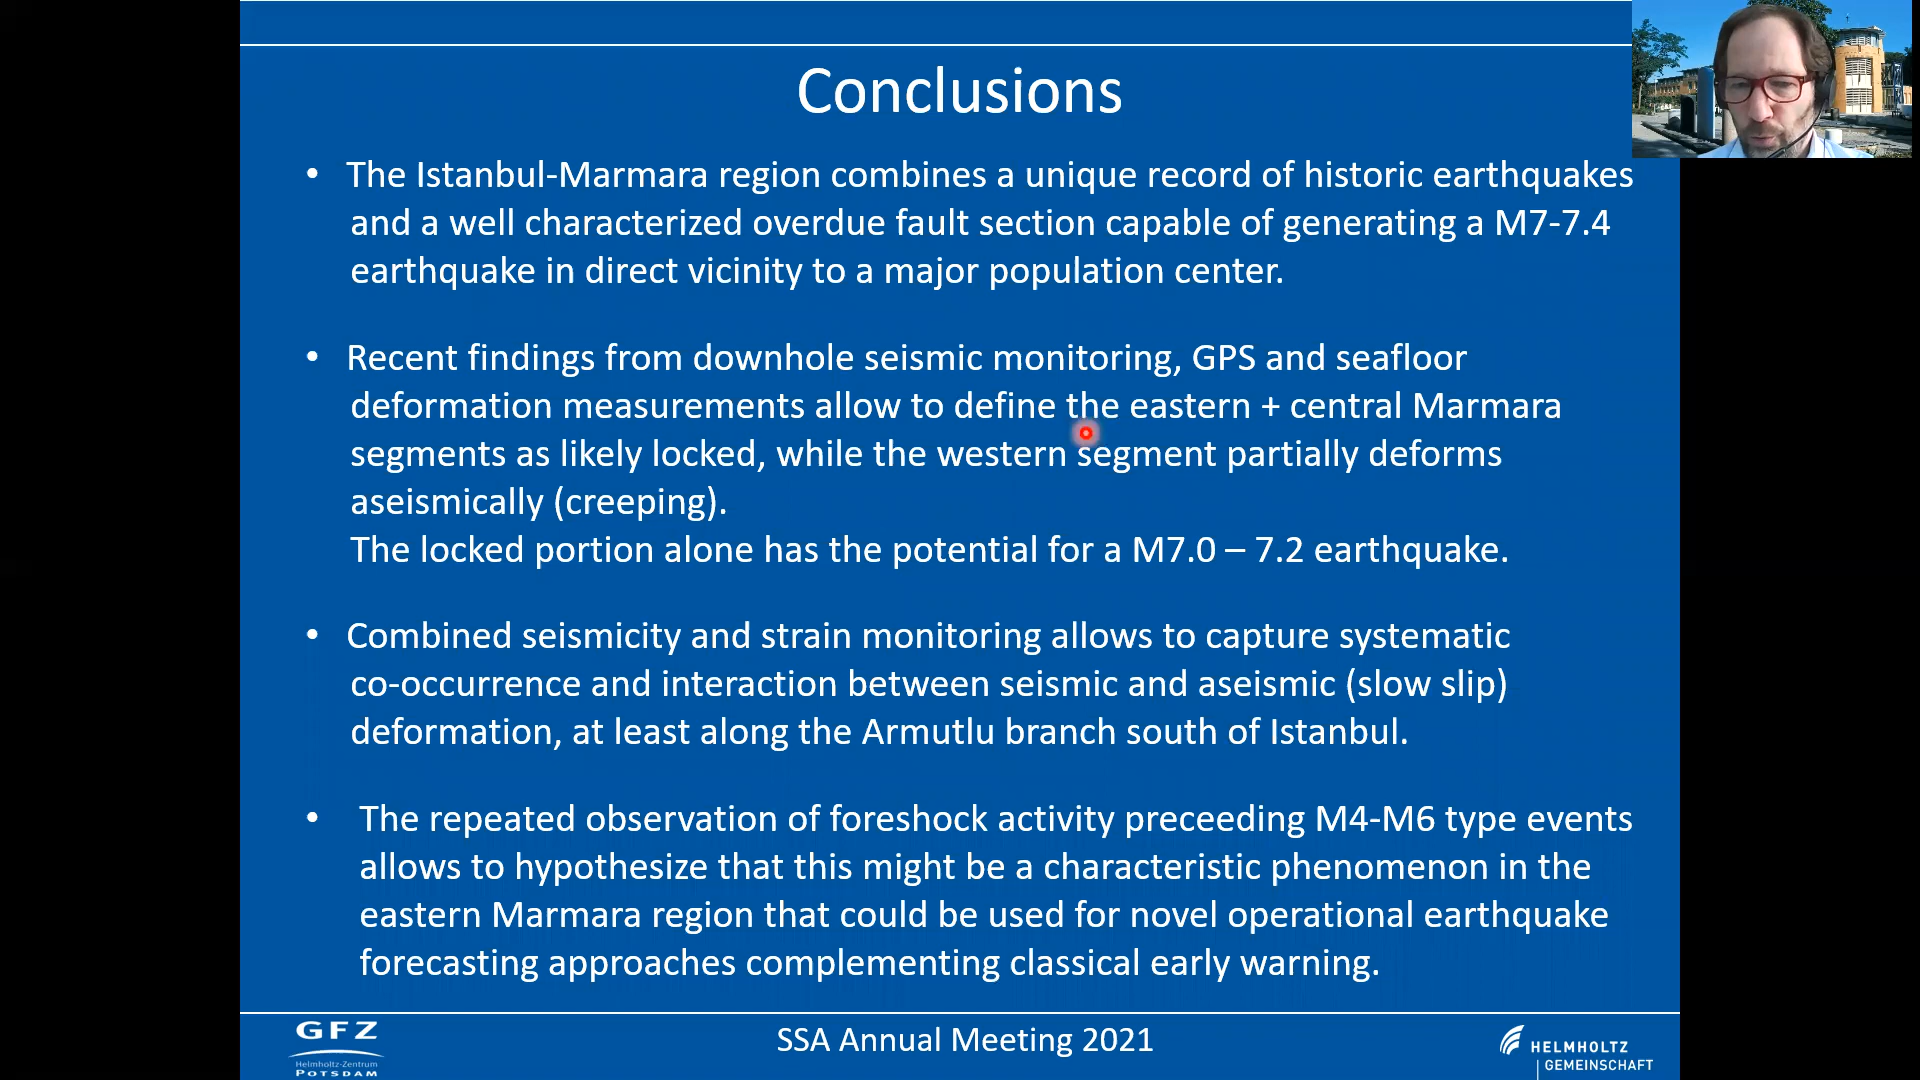 Conclusions
• The Istanbul-Marmara region combines a unique record of historic earthquakes
and a well characterized overdue fault section capable of generating a M7-7.4
earthquake in direct vicinity to a major population center.
• Recent findings from downhole seismic monitoring, GPS and seafloor
deformation measurements allow to define the eastern + central Marmara
segments as likely locked, while the western segment partially deforms
aseismically (creeping).
The locked portion alone has the potential for a M7.0 – 7.2 earthquake.
• Combined seismicity and strain monitoring allows to capture systematic
co-occurrence and interaction between seismic and aseismic (slow slip)
deformation, at least along the Armutlu branch south of Istanbul.
• The repeated observation of foreshock activity preceeding M4-M6 type events
allows to hypothesize that this might be a characteristic phenomenon in the
eastern Marmara region that could be used for novel operational earthquake
forecasting approaches complementing classical early warning.
GFZ
Helmholtz-Zentrum
POTSDAM
SSA Annual Meeting 2021
HELMHOLTZ
GEMEINSCHAFT